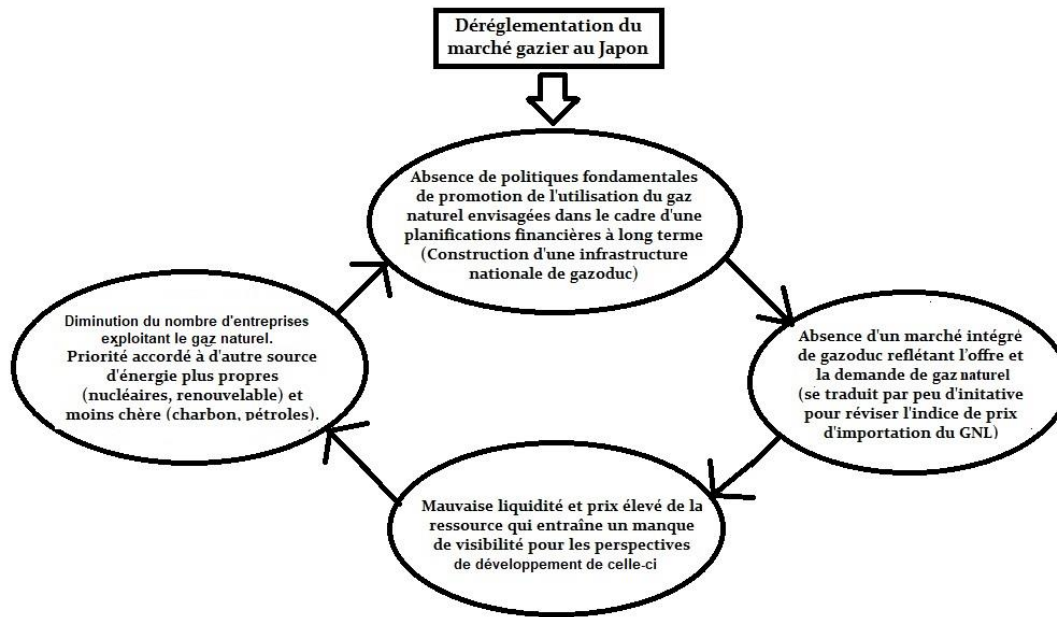 Déréglementation du
marché gazier au Japon
Absence de politiques fondamentales
de promotion de l'utilisation du gaz
naturel envisagées dans le cadre d'une
planifications financières à long terme
(Construction d'une infrastructure
nationale de gazoduc)
Absence d'un marché intégré
de gazoduc reflétant l'offre et
la demande de gaz naturel
(se traduit par peu d'initative
pour réviser l'indice de prix
d'importation du GNL)
Mauvaise liquidité et prix élevé de la
ressource qui entraîne un manque
de visibilité pour les perspectives
de développement de celle-ci
Diminution du nombre d'entreprises
exploitant le gaz naturel.
Priorité accordé à d'autre source
d'énergie plus propres
(nucléaires, renouvelable) et
moins chère (charbon, pétroles).